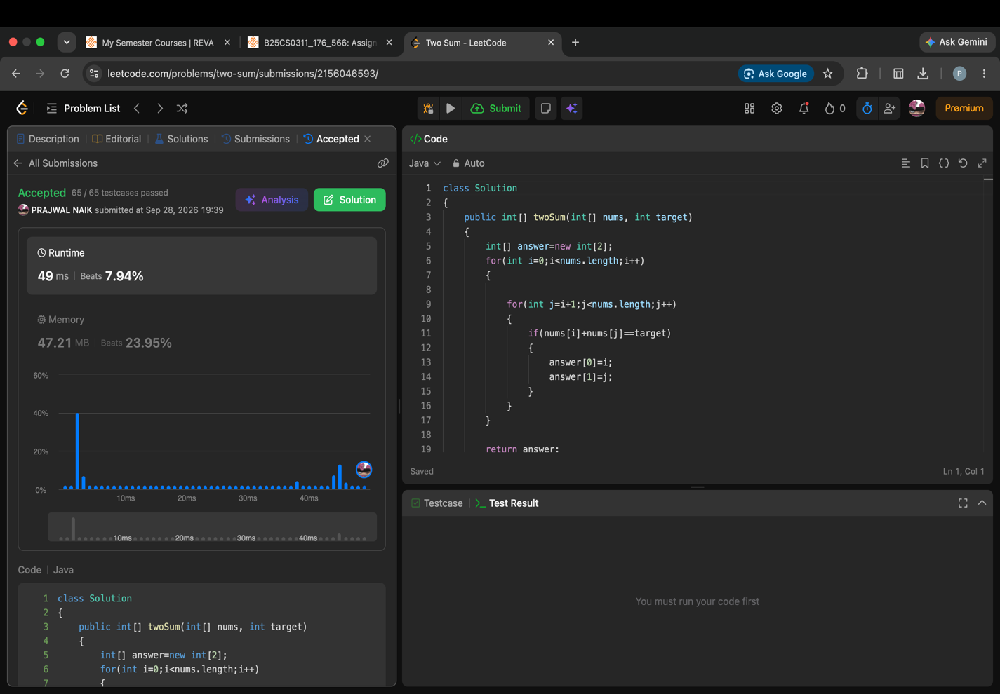 My Semester Courses | REVA
B25CS0311_176_566: Assign
Two Sum - LeetCode
Ask Gemini
leetcode.com/problems/two-sum/submissions/2156046593/
Ask Google
P
Problem List
Submit
0
Premium
Description
Editorial
Solutions
Submissions
Accepted
All Submissions
Accepted 65 / 65 testcases passed
PRAJWAL NAIK submitted at Sep 28, 2026 19:39
Analysis
Solution
Runtime
49 ms | Beats 7.94%
Memory
47.21 MB | Beats 23.95%
60%
40%
20%
0%
10ms 20ms 30ms 40ms
10ms 20ms 30ms 40ms
Code | Java
1 class Solution
2 {
3 public int[] twoSum(int[] nums, int target)
4 {
5 int[] answer=new int[2];
6 for(int i=0;i<nums.length;i++)
7 {
</> Code
Java Auto
1 class Solution
2 {
3 public int[] twoSum(int[] nums, int target)
4 {
5 int[] answer=new int[2];
6 for(int i=0;i<nums.length;i++)
7 {
8
9 for(int j=i+1;j<nums.length;j++)
10 {
11 if(nums[i]+nums[j]==target)
12 {
13 answer[0]=i;
14 answer[1]=j;
15 }
16 }
17 }
18
19 return answer;
Saved
Ln 1, Col 1
Testcase
Test Result
You must run your code first